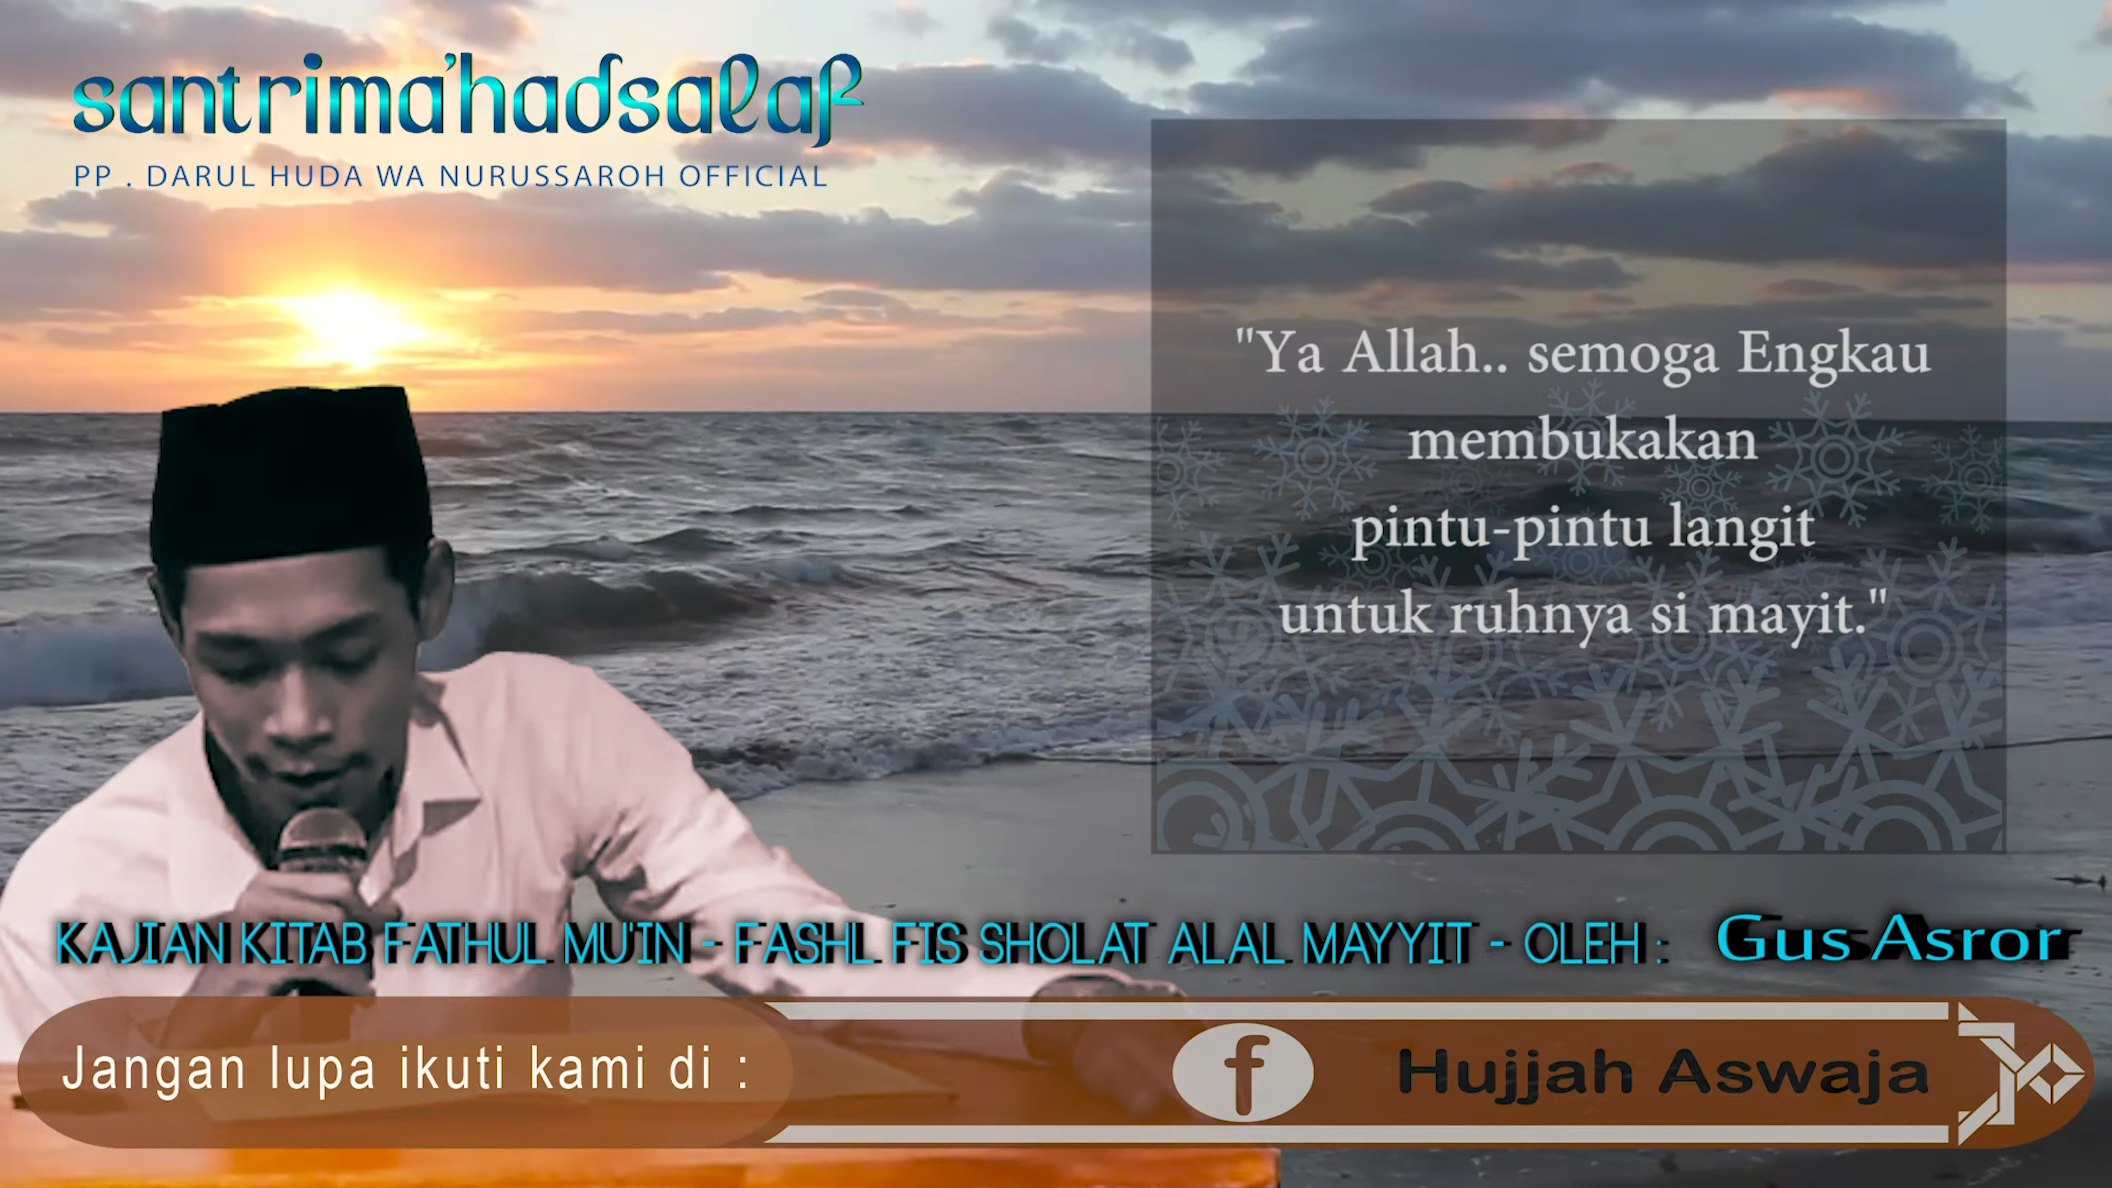 santrima'hadsalaf
PP . DARUL HUDA WA NURUSSAROH OFFICIAL
"Ya Allah.. semoga Engkau
membukakan
pintu-pintu langit
untuk ruhnya si mayit."
KAJIAN KITAB FATHUL MU'IN - FASHL FIS SHOLAT ALAL MAYYIT - OLEH : Gus Asror
Jangan lupa ikuti kami di :
f Hujjah Aswaja